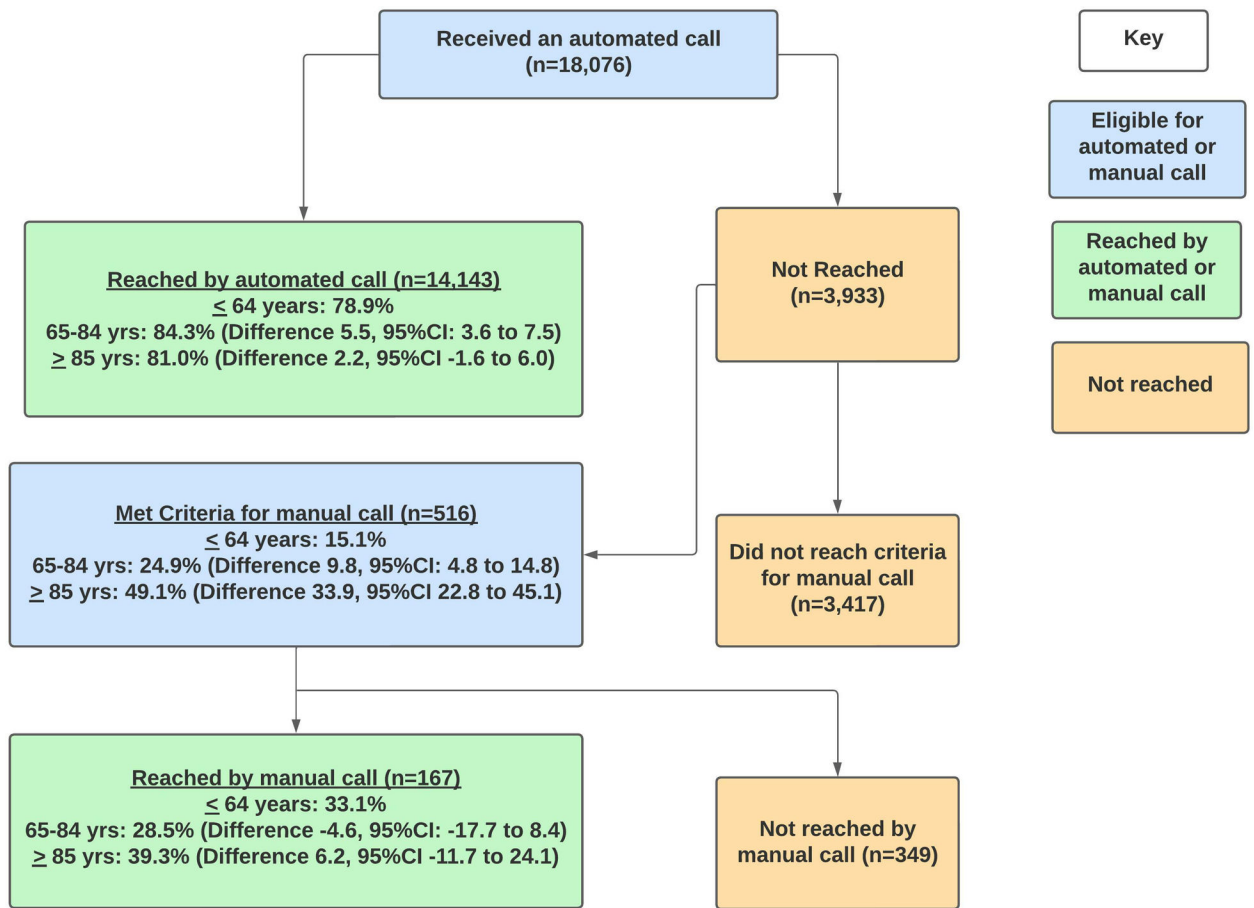 Received an automated call
(n=18,076)
Key
Eligible for
automated or
manual call
Reached by automated call (n=14,143)
≤ 64 years: 78.9%
65-84 yrs: 84.3% (Difference 5.5, 95%CI: 3.6 to 7.5)
≥ 85 yrs: 81.0% (Difference 2.2, 95%CI -1.6 to 6.0)
Not Reached
(n=3,933)
Reached by
automated or
manual call
Not reached
Met Criteria for manual call (n=516)
≤ 64 years: 15.1%
65-84 yrs: 24.9% (Difference 9.8, 95%CI: 4.8 to 14.8)
≥ 85 yrs: 49.1% (Difference 33.9, 95%CI 22.8 to 45.1)
Did not reach criteria
for manual call
(n=3,417)
Reached by manual call (n=167)
≤ 64 years: 33.1%
65-84 yrs: 28.5% (Difference -4.6, 95%CI: -17.7 to 8.4)
≥ 85 yrs: 39.3% (Difference 6.2, 95%CI -11.7 to 24.1)
Not reached by
manual call (n=349)